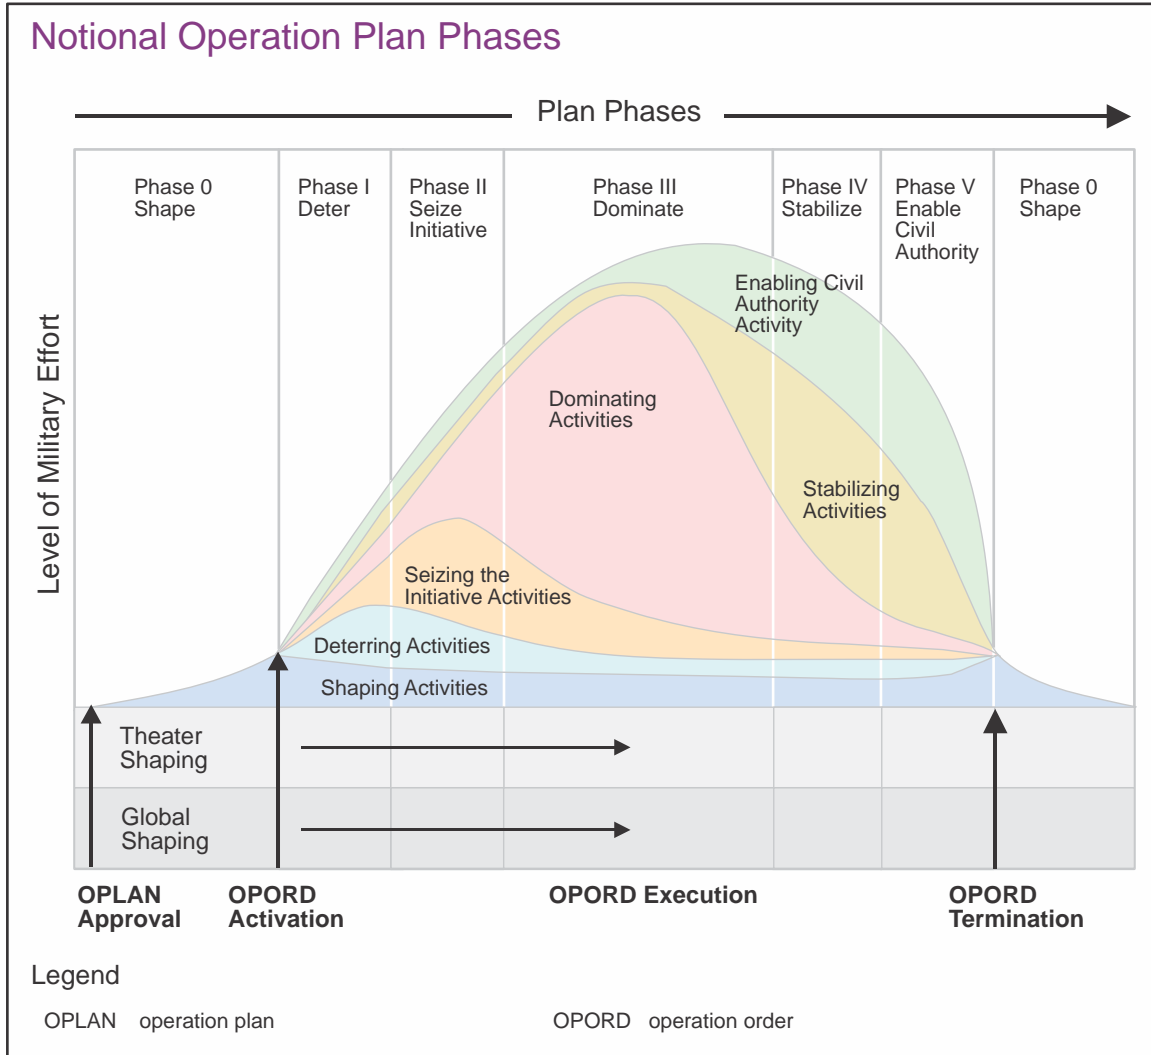 Notional Operation Plan Phases
Plan Phases
Phase 0
Shape
Phase I
Deter
Phase II
Seize
Initiative
Phase III
Dominate
Phase IV
Stabilize
Phase V
Enable
Civil
Authority
Phase 0
Shape
Level of Military Effort
Enabling Civil
Authority
Activity
Dominating
Activities
Stabilizing
Activities
Seizing the
Initiative Activities
Deterring Activities
Shaping Activities
Theater
Shaping
Global
Shaping
OPLAN
Approval
OPORD
Activation
OPORD Execution
OPORD
Termination
Legend
OPLAN operation plan
OPORD operation order